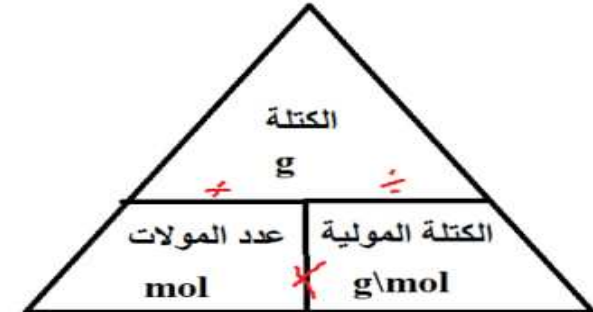 الكتلة
g
÷ ÷
عدد المولات الكتلة المولية
mol × g\mol